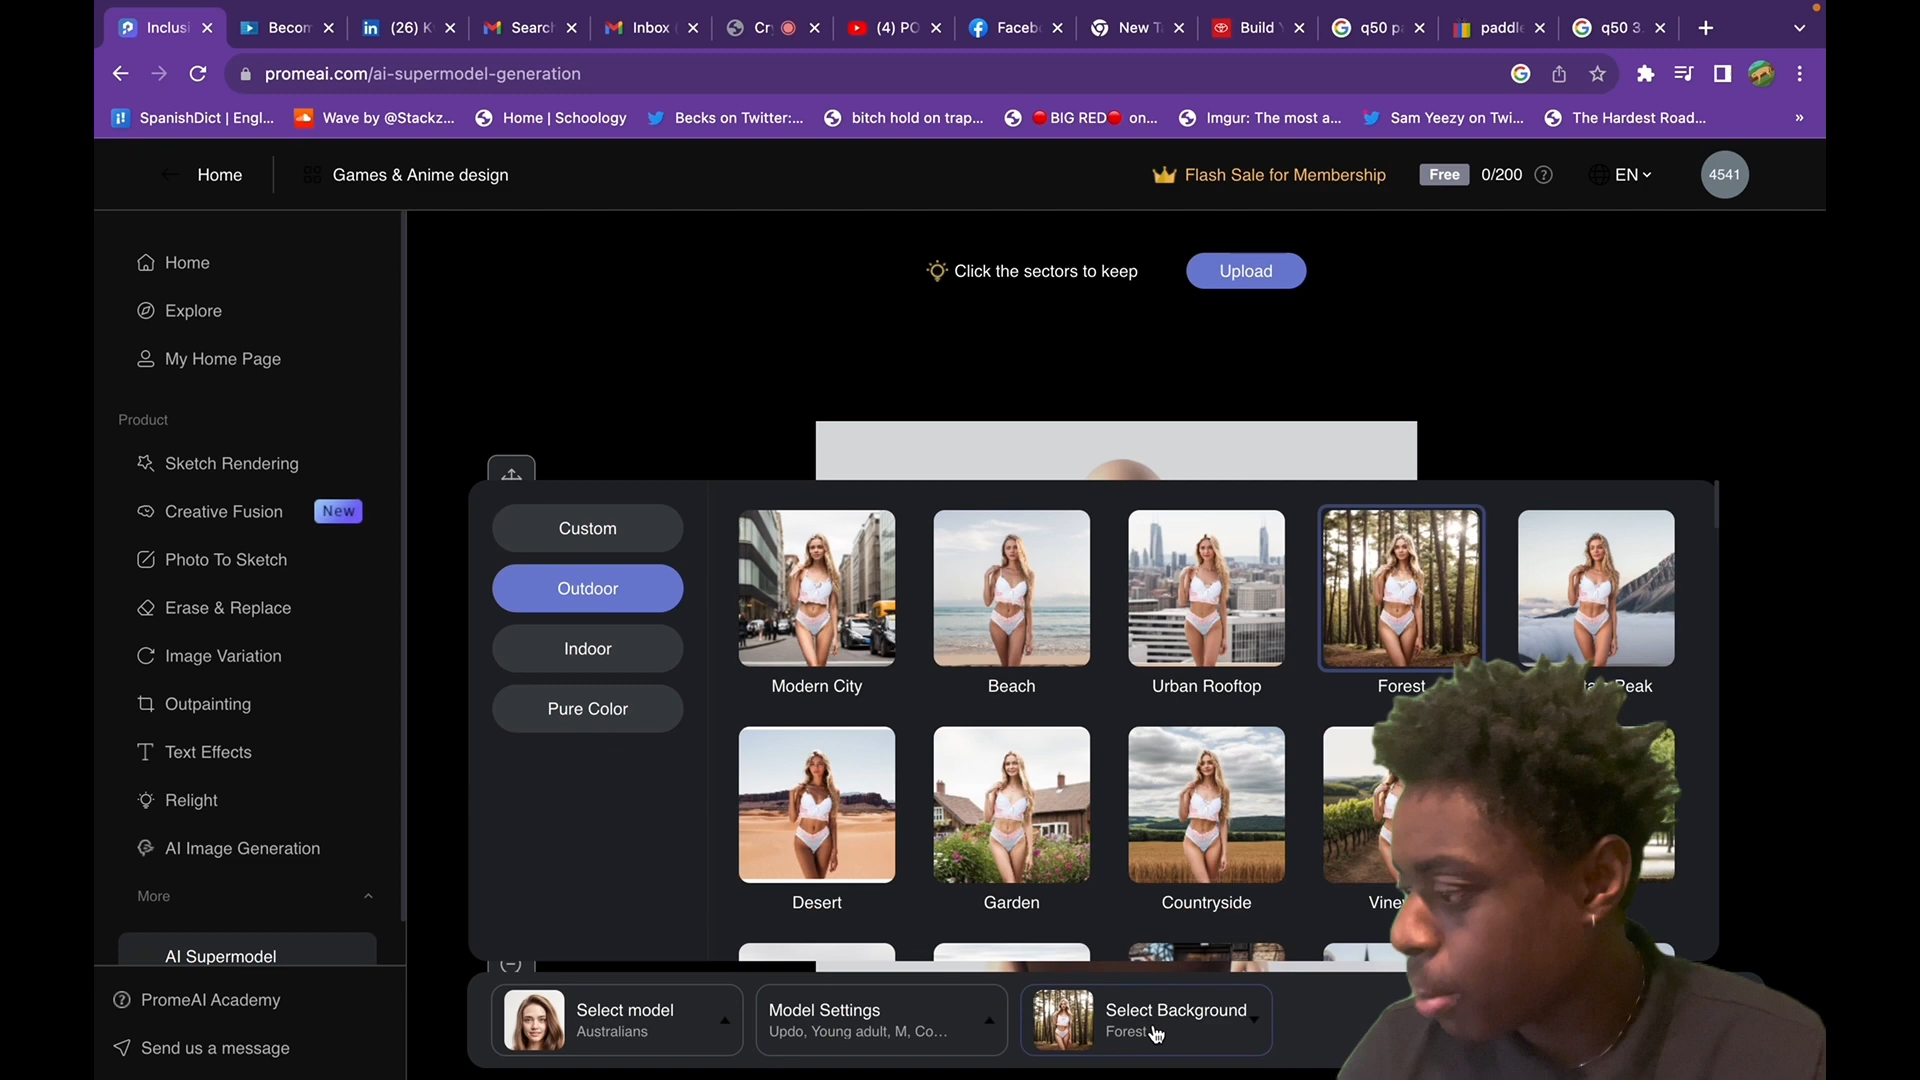 Inclusi
Becom
(26) K
Search
Inbox
Cr
(4) PO
Facebo
New T
Build
q50 p
paddle
q50 3.
promeai.com/ai-supermodel-generation
SpanishDict | Engl...
Wave by @Stackz...
Home | Schoology
Becks on Twitter:...
bitch hold on trap...
BIG RED on...
Imgur: The most a...
Sam Yeezy on Twi...
The Hardest Road...
»
Home
Games & Anime design
Flash Sale for Membership
Free
0/200
EN
4541
Home
Explore
My Home Page
Product
Sketch Rendering
Creative Fusion
New
Photo To Sketch
Erase & Replace
Image Variation
Outpainting
Text Effects
Relight
AI Image Generation
More
AI Supermodel
PromeAI Academy
Send us a message
Click the sectors to keep
Upload
Custom
Outdoor
Indoor
Pure Color
Modern City
Beach
Urban Rooftop
Forest
Peak
Desert
Garden
Countryside
Vine
Select model
Australians
Model Settings
Updo, Young adult, M, Co...
Select Background
Forest